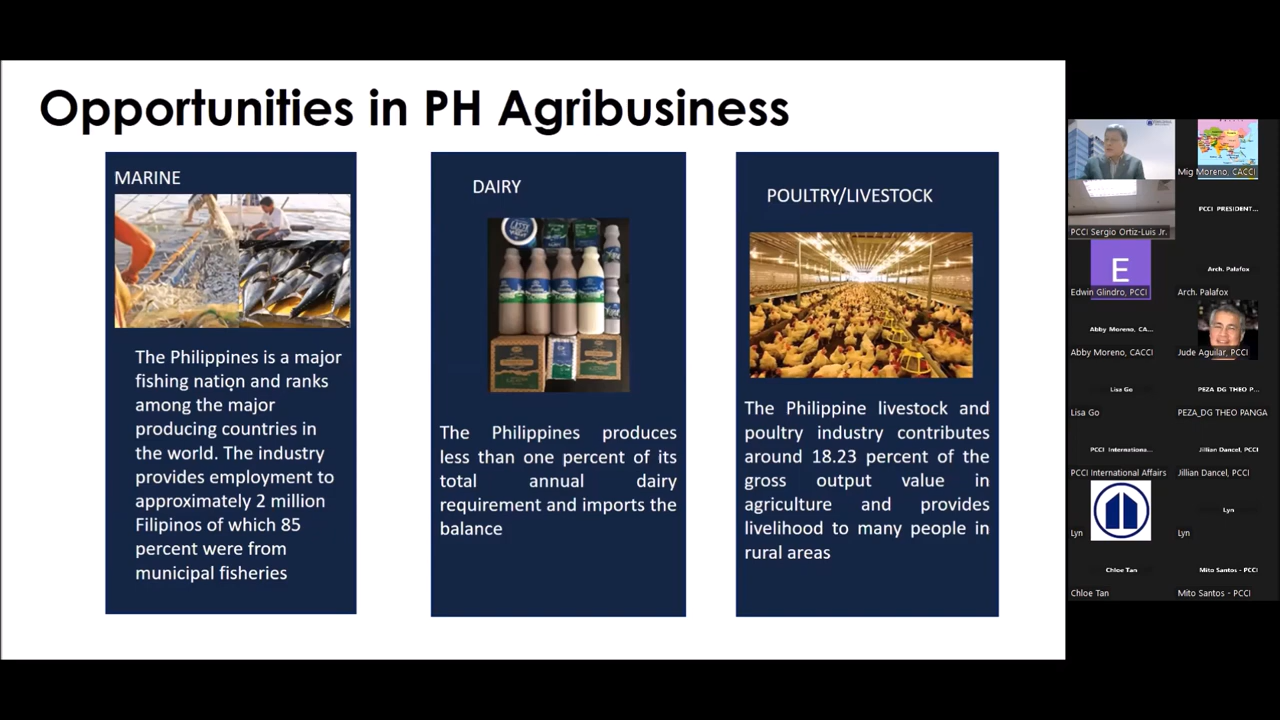 Opportunities in PH Agribusiness
MARINE
The Philippines is a major
fishing nation and ranks
among the major
producing countries in
the world. The industry
provides employment to
approximately 2 million
Filipinos of which 85
percent were from
municipal fisheries
DAIRY
The Philippines produces
less than one percent of its
total annual dairy
requirement and imports the
balance
POULTRY/LIVESTOCK
The Philippine livestock and
poultry industry contributes
around 18.23 percent of the
gross output value in
agriculture and provides
livelihood to many people in
rural areas
Mig Moreno, CACCI
PCCI Sergio Ortiz-Luis Jr.
PCCI PRESIDENT...
E
Edwin Glindro, PCCI
Arch. Palafox
Arch. Palafox
Abby Moreno, CA...
Abby Moreno, CACCI
Jude Aguilar, PCCI
Lisa Go
Lisa Go
PEZA_DG THEO P...
PEZA_DG THEO PANGA
PCCI Internationa...
PCCI International Affairs
Jillian Dancel, PCCI
Jillian Dancel, PCCI
Lyn
Lyn
Lyn
Chloe Tan
Chloe Tan
Mito Santos - PCCI
Mito Santos - PCCI